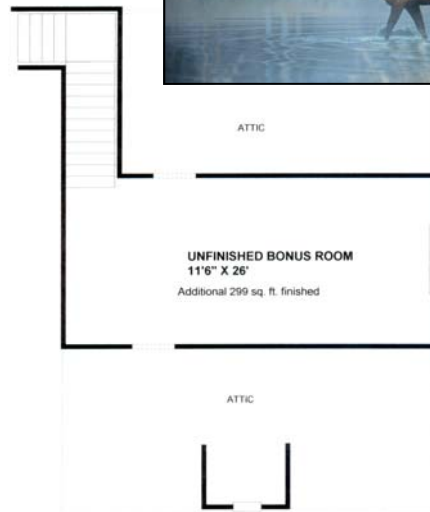 ATTIC
UNFINISHED BONUS ROOM
11'6" X 26'
Additional 299 sq. ft. finished
ATTIC